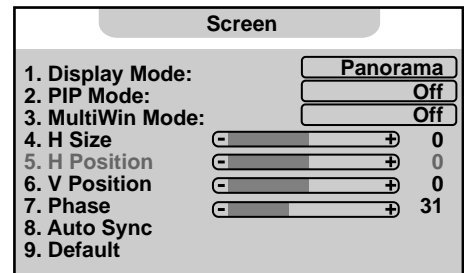 Screen
1. Display Mode: Panorama
2. PIP Mode: Off
3. MultiWin Mode: Off
4. H Size - + 0
5. H Position - + 0
6. V Position - + 0
7. Phase - + 31
8. Auto Sync
9. Default